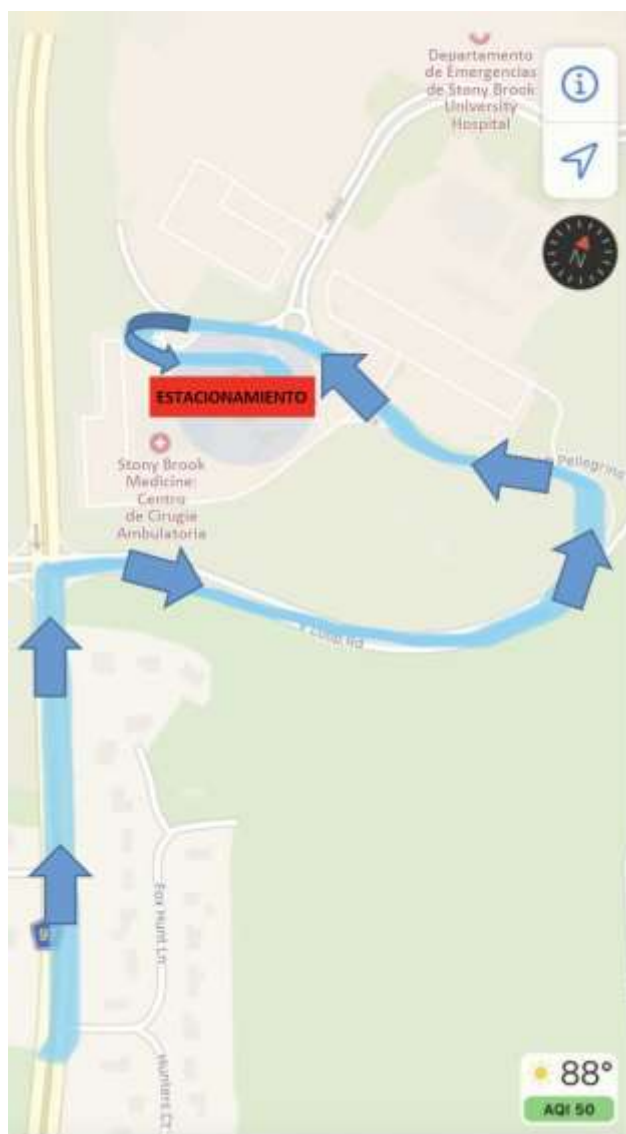 Departamento
de Emergencias
de Stony Brook
University
Hospital
N
ESTACIONAMIENTO
Stony Brook
Medicine:
Centro
de Cirugie
Ambulatoria
Pellegrino
Loop Rd
Fox Hunt Ln
Hunters Ct
88°
AQI 50